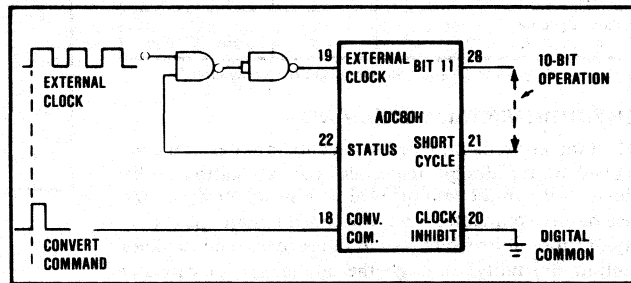 19
EXTERNAL
CLOCK
BIT 11
28
10-BIT
OPERATION
EXTERNAL
CLOCK
ADC80H
22
STATUS
SHORT
CYCLE
21
18
CONV.
COM.
CLOCK
INHIBIT
20
DIGITAL
COMMON
CONVERT
COMMAND